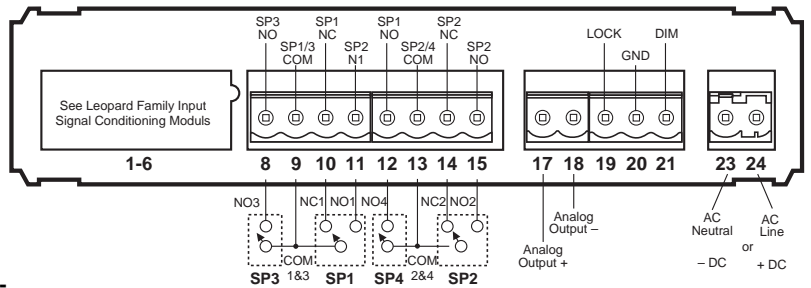 SP3 NO
SP1 NC
SP1 NO
SP2 NC
SP1/3 COM
SP2 N1
SP2/4 COM
SP2 NO
LOCK
GND
DIM
See Leopard Family Input
Signal Conditioning Moduls
1-6
8 9 10 11 12 13 14 15
17 18 19 20 21
23 24
NO3
NC1
NO1
NO4
NC2
NO2
COM 1&3
COM 2&4
SP3
SP1
SP4
SP2
Analog
Output –
Analog
Output +
AC
Neutral
– DC
or
AC
Line
+ DC